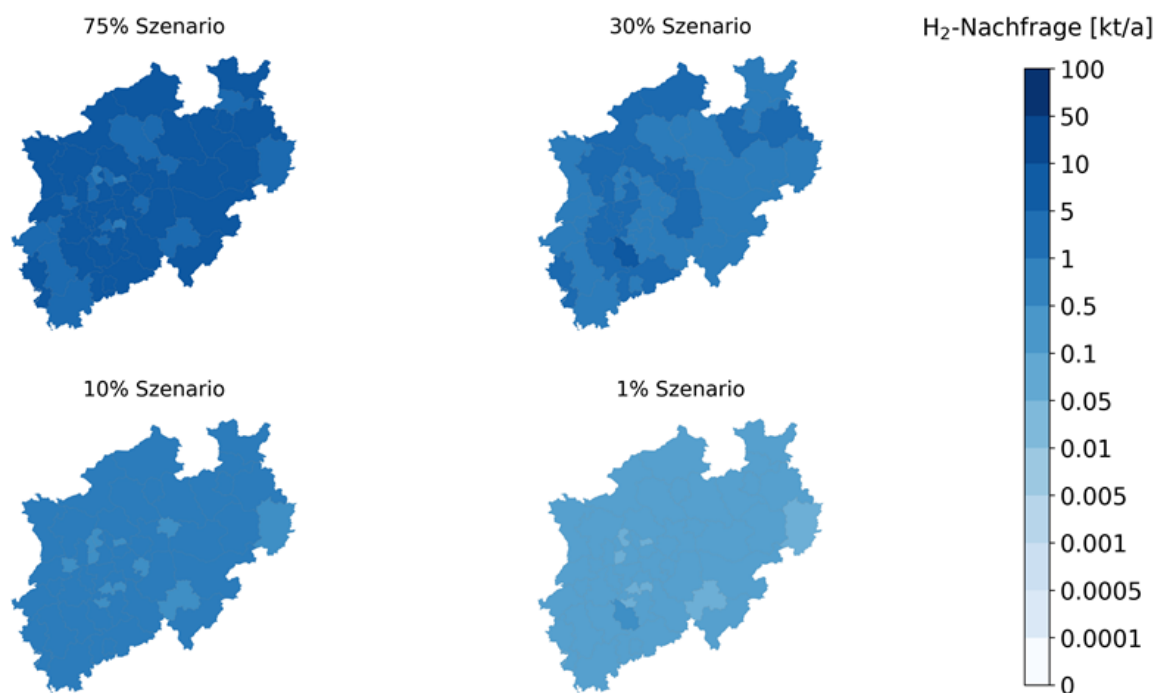 75% Szenario
30% Szenario
H₂-Nachfrage [kt/a]
100
50
10
5
1
0.5
0.1
0.05
0.01
0.005
0.001
0.0005
0.0001
0
10% Szenario
1% Szenario